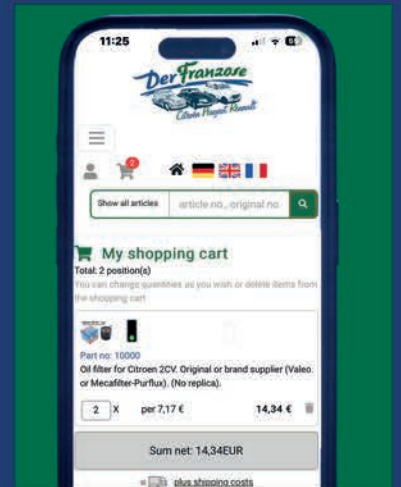 11:25
Der Franzose
Citroën Peugeot Renault
2
Show all articles article no., original no
My shopping cart
Total: 2 position(s)
You can change quantities as you wish or delete items from
the shopping cart
Part no: 10000
Oil filter for Citroen 2CV. Original or brand supplier (Valeo
or Mecafilter-Purflux). (No replica).
2 X per 7,17 € 14,34 €
Sum net: 14,34EUR
plus shipping costs